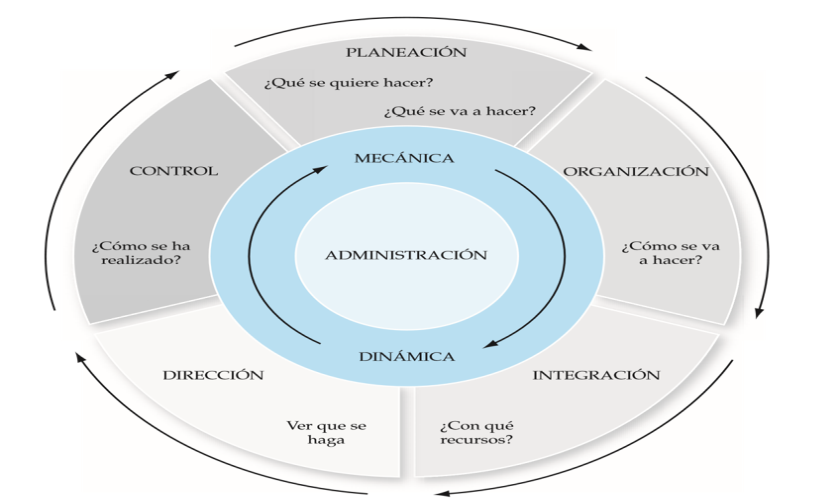 PLANEACIÓN
¿Qué se quiere hacer?
¿Qué se va a hacer?
MECÁNICA
CONTROL
ORGANIZACIÓN
¿Cómo se ha
realizado?
ADMINISTRACIÓN
¿Cómo se va
a hacer?
DINÁMICA
DIRECCIÓN
INTEGRACIÓN
Ver que se
haga
¿Con qué
recursos?